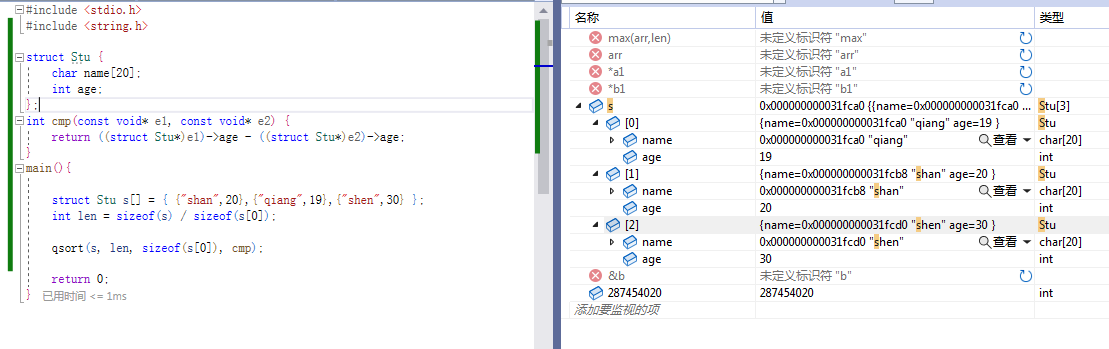 #include <stdio.h>
#include <string.h>
struct Stu {
char name[20];
int age;
};
int cmp(const void* e1, const void* e2) {
return ((struct Stu*)e1)->age - ((struct Stu*)e2)->age;
}
main(){
struct Stu s[] = { {"shan",20},{"qiang",19},{"shen",30} };
int len = sizeof(s) / sizeof(s[0]);
qsort(s, len, sizeof(s[0]), cmp);
return 0;
} 已用时间 <= 1ms
名称 值 类型
max(arr,len) 未定义标识符 "max"
arr 未定义标识符 "arr"
*a1 未定义标识符 "a1"
*b1 未定义标识符 "b1"
s 0x000000000031fca0 {{name=0x000000000031fca0 ... Stu[3]
[0] {name=0x000000000031fca0 "qiang" age=19 } Stu
name 0x000000000031fca0 "qiang" 查看 char[20]
age 19 int
[1] {name=0x000000000031fcb8 "shan" age=20 } Stu
name 0x000000000031fcb8 "shan" 查看 char[20]
age 20 int
[2] {name=0x000000000031fcd0 "shen" age=30 } Stu
name 0x000000000031fcd0 "shen" 查看 char[20]
age 30 int
&b 未定义标识符 "b"
287454020 287454020 int
添加要监视的项